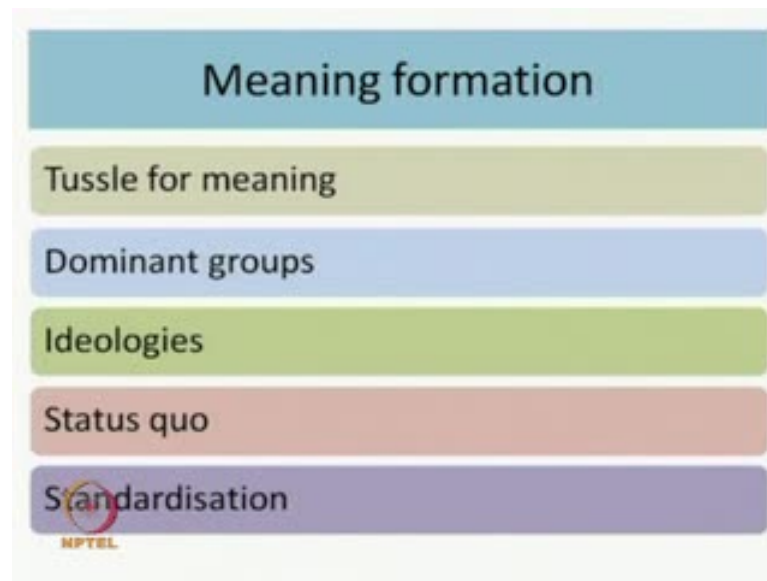 Meaning formation
Tussle for meaning
Dominant groups
Ideologies
Status quo
Standardisation
NPTEL